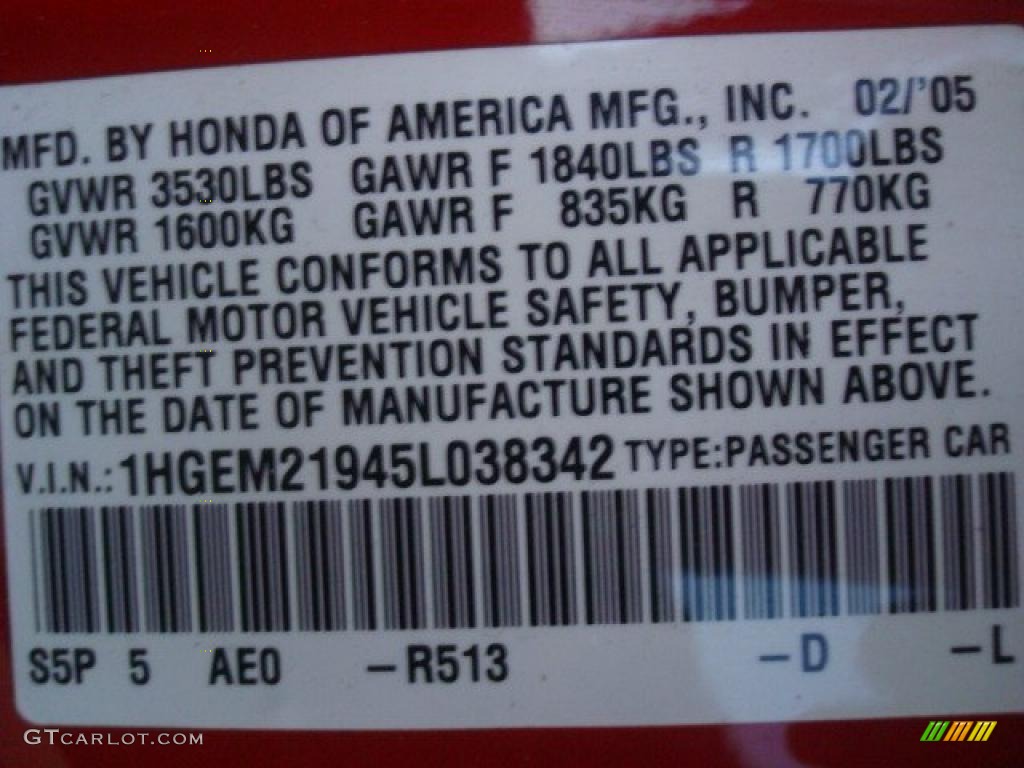 MFD. BY HONDA OF AMERICA MFG., INC. 02/'05
GVWR 3530LBS GAWR F 1840LBS R 1700LBS
GVWR 1600KG GAWR F 835KG R 770KG
THIS VEHICLE CONFORMS TO ALL APPLICABLE
FEDERAL MOTOR VEHICLE SAFETY, BUMPER,
AND THEFT PREVENTION STANDARDS IN EFFECT
ON THE DATE OF MANUFACTURE SHOWN ABOVE.
V.I.N.: 1HGEM21945L038342 TYPE:PASSENGER CAR
S5P 5 AE0 –R513 –D –L
GTCARLOT.COM